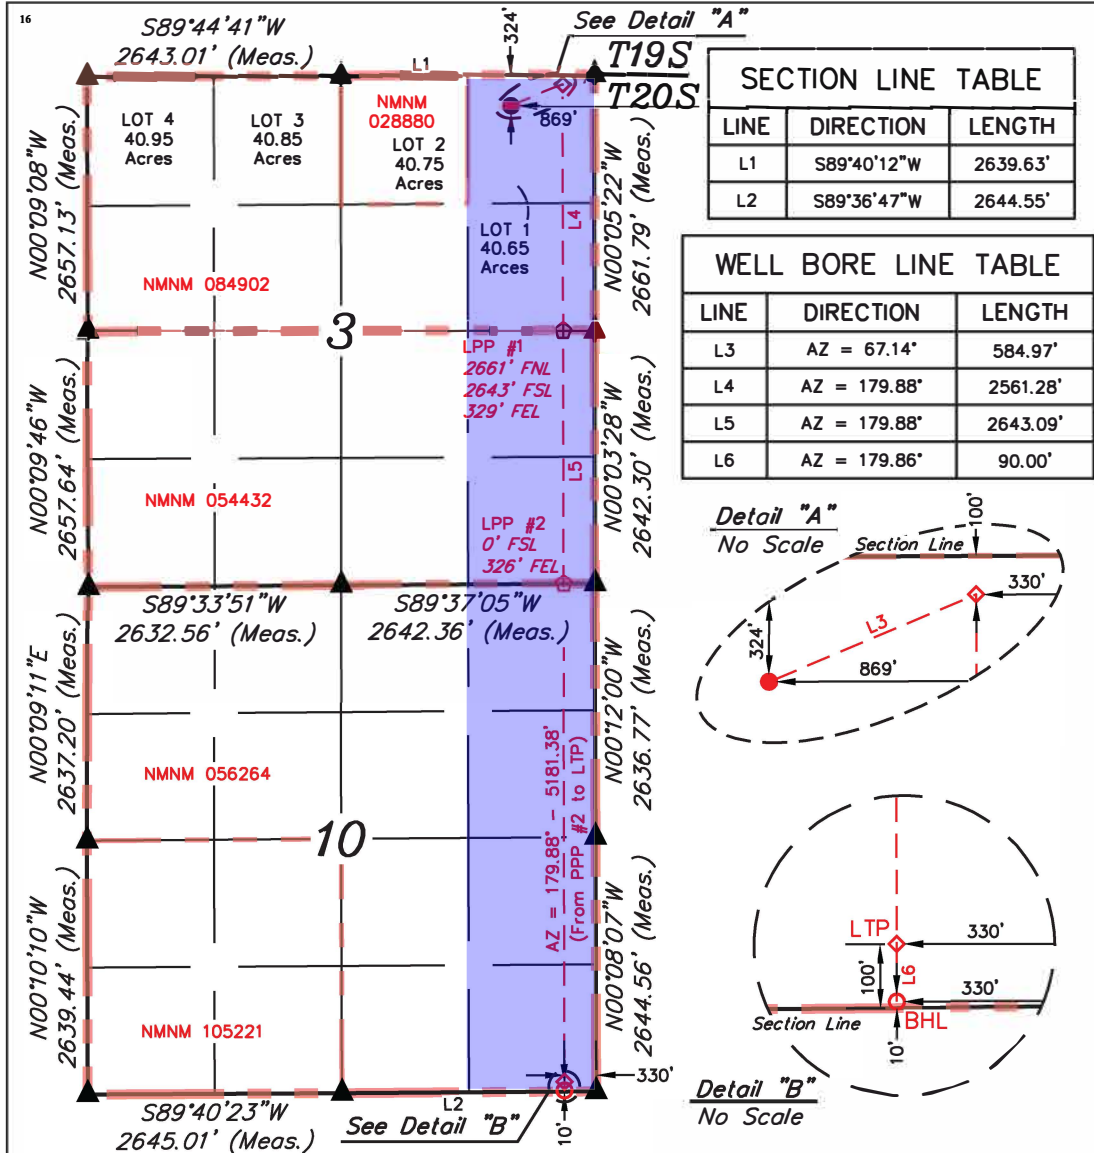 16
S89°44'41"W
2643.01' (Meas.)
324'
See Detail "A"
L1
T19S
T20S
869'
LOT 4
40.95
Acres
LOT 3
40.85
Acres
NMNM
028880
LOT 2
40.75
Acres
LOT 1
40.65
Arces
L4
N00°09'08"W
2657.13' (Meas.)
N00°05'22"W
2661.79' (Meas.)
NMNM 084902
3
LPP #1
2661' FNL
2643' FSL
329' FEL
N00°09'46"W
2657.64' (Meas.)
N00°03'28"W
2642.30' (Meas.)
L5
NMNM 054432
LPP #2
0' FSL
326' FEL
S89°33'51"W
2632.56' (Meas.)
S89°37'05"W
2642.36' (Meas.)
N00°09'11"E
2637.20' (Meas.)
N00°12'00"W
2636.77' (Meas.)
NMNM 056264
10
AZ = 179.88° - 5181.38'
(From PPP #2 to LTP)
N00°10'10"W
2639.44' (Meas.)
N00°08'07"W
2644.56' (Meas.)
NMNM 105221
330'
S89°40'23"W
2645.01' (Meas.)
L2
See Detail "B"
10'
SECTION LINE TABLE
LINE DIRECTION LENGTH
L1 S89°40'12"W 2639.63'
L2 S89°36'47"W 2644.55'
WELL BORE LINE TABLE
LINE DIRECTION LENGTH
L3 AZ = 67.14° 584.97'
L4 AZ = 179.88° 2561.28'
L5 AZ = 179.88° 2643.09'
L6 AZ = 179.86° 90.00'
Detail "A"
No Scale
Section Line
100'
330'
324'
L3
869'
LTP
330'
100'
L6
330'
Section Line
BHL
10'
Detail "B"
No Scale